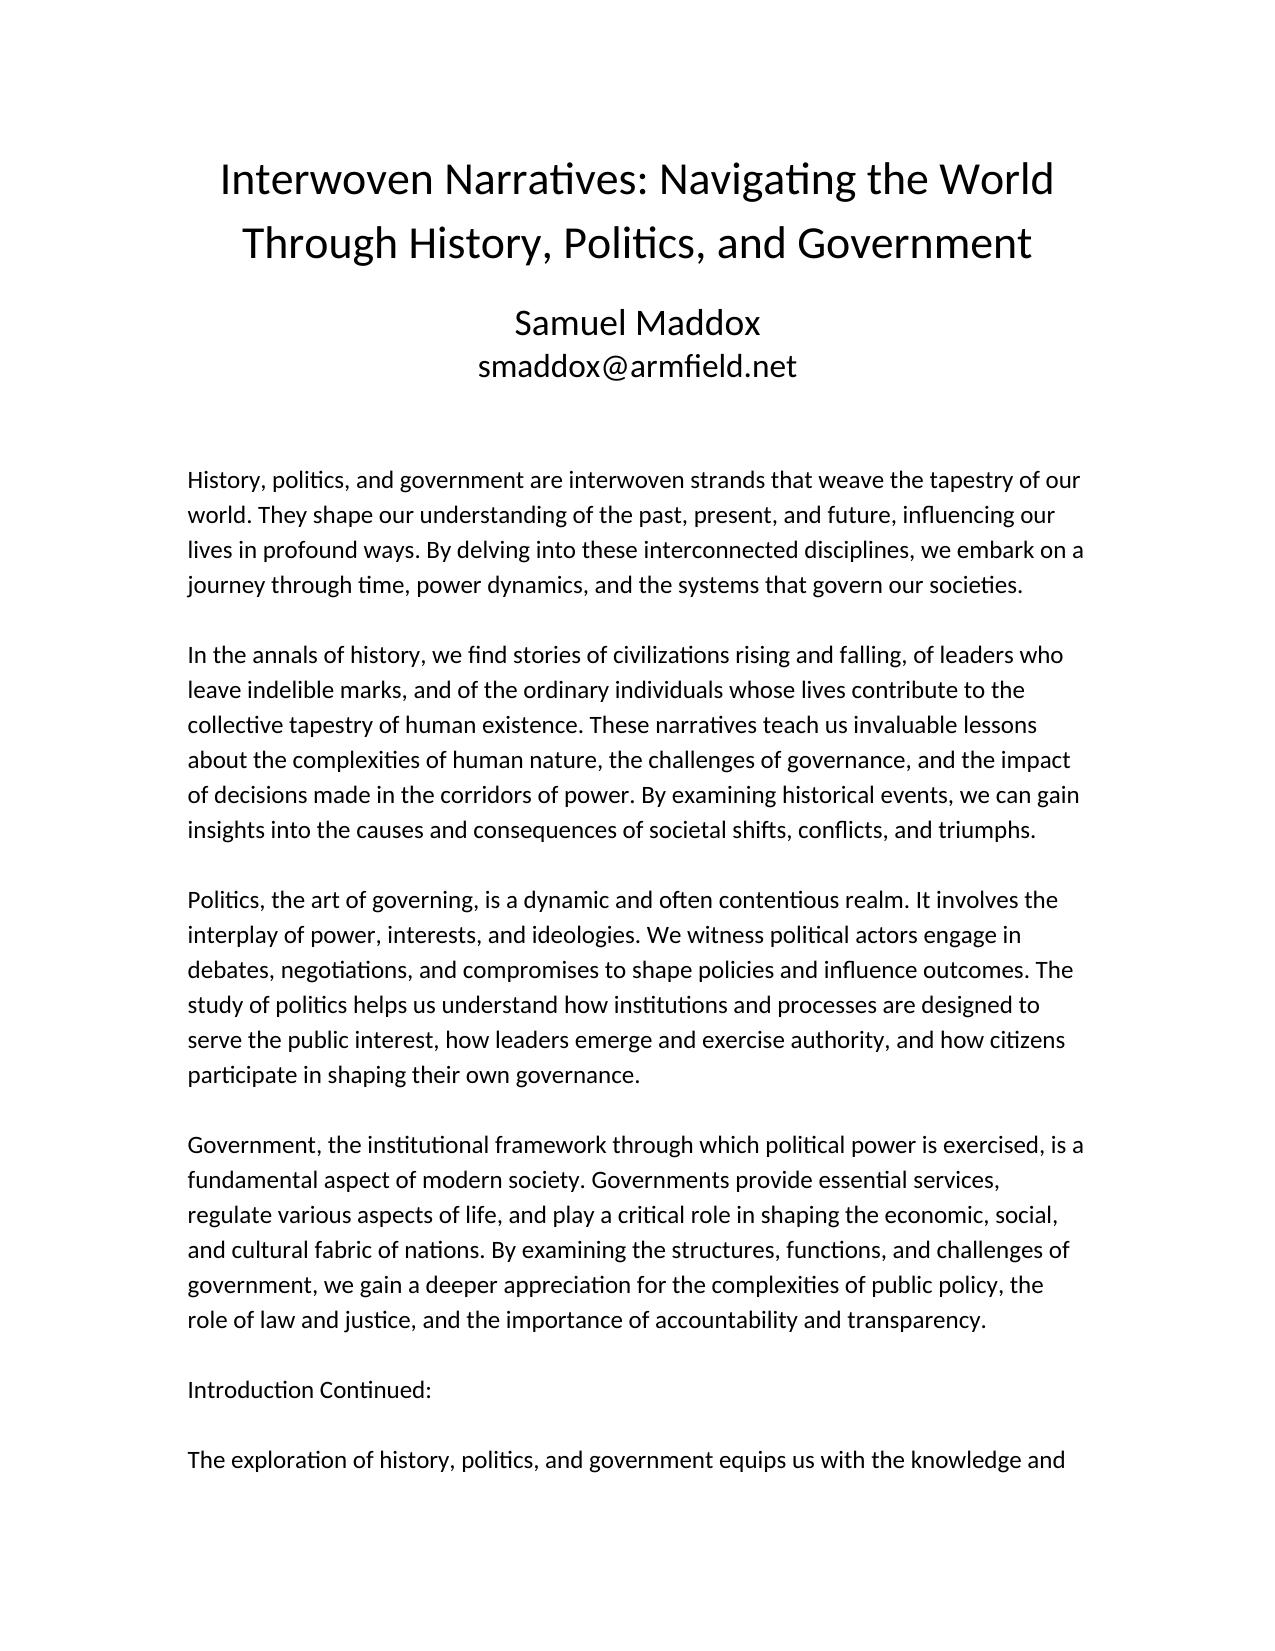 Interwoven Narratives: Navigating the World
Through History, Politics, and Government
Samuel Maddox
smaddox@armfield.net
History, politics, and government are interwoven strands that weave the tapestry of our
world. They shape our understanding of the past, present, and future, influencing our
lives in profound ways. By delving into these interconnected disciplines, we embark on a
journey through time, power dynamics, and the systems that govern our societies.
In the annals of history, we find stories of civilizations rising and falling, of leaders who
leave indelible marks, and of the ordinary individuals whose lives contribute to the
collective tapestry of human existence. These narratives teach us invaluable lessons
about the complexities of human nature, the challenges of governance, and the impact
of decisions made in the corridors of power. By examining historical events, we can gain
insights into the causes and consequences of societal shifts, conflicts, and triumphs.
Politics, the art of governing, is a dynamic and often contentious realm. It involves the
interplay of power, interests, and ideologies. We witness political actors engage in
debates, negotiations, and compromises to shape policies and influence outcomes. The
study of politics helps us understand how institutions and processes are designed to
serve the public interest, how leaders emerge and exercise authority, and how citizens
participate in shaping their own governance.
Government, the institutional framework through which political power is exercised, is a
fundamental aspect of modern society. Governments provide essential services,
regulate various aspects of life, and play a critical role in shaping the economic, social,
and cultural fabric of nations. By examining the structures, functions, and challenges of
government, we gain a deeper appreciation for the complexities of public policy, the
role of law and justice, and the importance of accountability and transparency.
Introduction Continued:
The exploration of history, politics, and government equips us with the knowledge and